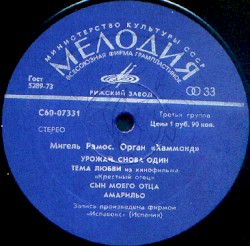 МИНИСТЕРСТВО КУЛЬТУРЫ СССР
МЕЛОДИЯ
ВСЕСОЮЗНАЯ ФИРМА ГРАМПЛАСТИНОК
Гост
5289-73
РИЖСКИЙ ЗАВОД
33
С60-07331
СТЕРЕО
Третья группа
Цена 1 руб. 90 коп.
Мигель Рамос. Орган «Хаммонд»
УРОЖАЙ СНОВА ОДИН
ТЕМА ЛЮБВИ из кинофильма
«Крестный отец»
СЫН МОЕГО ОТЦА
АМАРИЛЬО
Запись произведена фирмой
«Испавокс» (Испания)